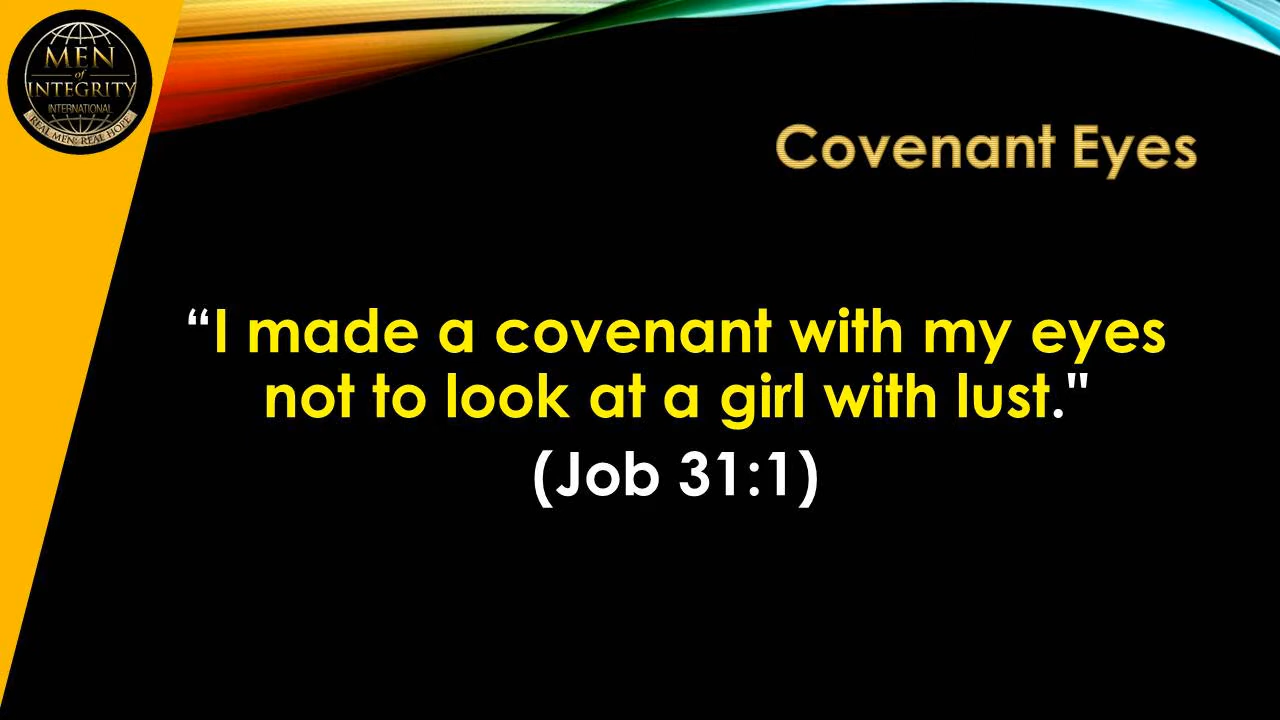 MEN
of
INTEGRITY
INTERNATIONAL
REAL MEN; REAL HOPE
Covenant Eyes
“I made a covenant with my eyes
not to look at a girl with lust."
(Job 31:1)